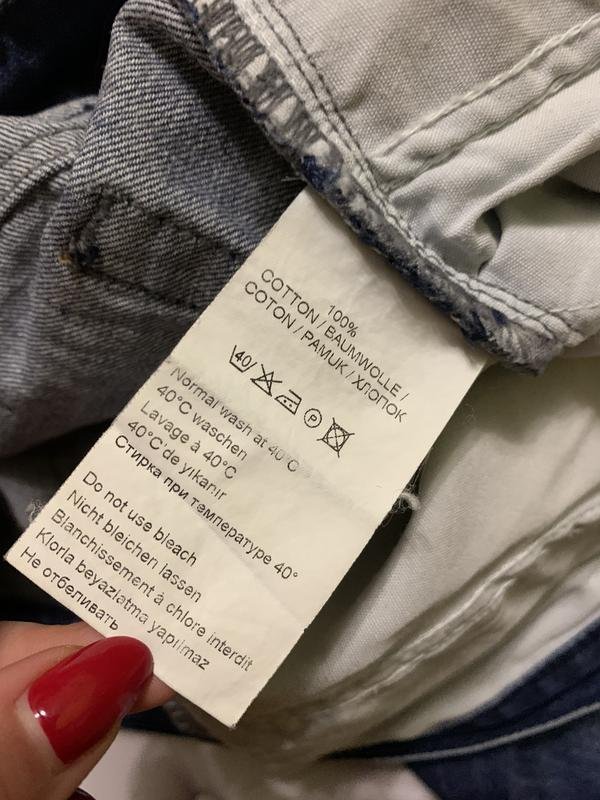 100%
COTTON / BAUMWOLLE /
COTON / PAMUK / ХЛОПОК
40
P
Normal wash at 40°C
40°C waschen
Lavage à 40°C
40°C de yıkanır
Стирка при температуре 40°
Do not use bleach
Nicht bleichen lassen
Blanchissement à chlore interdit
Klorla beyazlatma yapılmaz
Не отбеливать